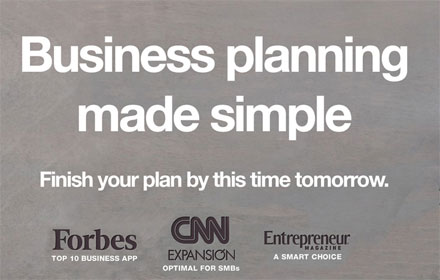 Business planning
made simple
Finish your plan by this time tomorrow.
Forbes
TOP 10 BUSINESS APP
CNN
EXPANSIÓN
OPTIMAL FOR SMBs
Entrepreneur
MAGAZINE
A SMART CHOICE